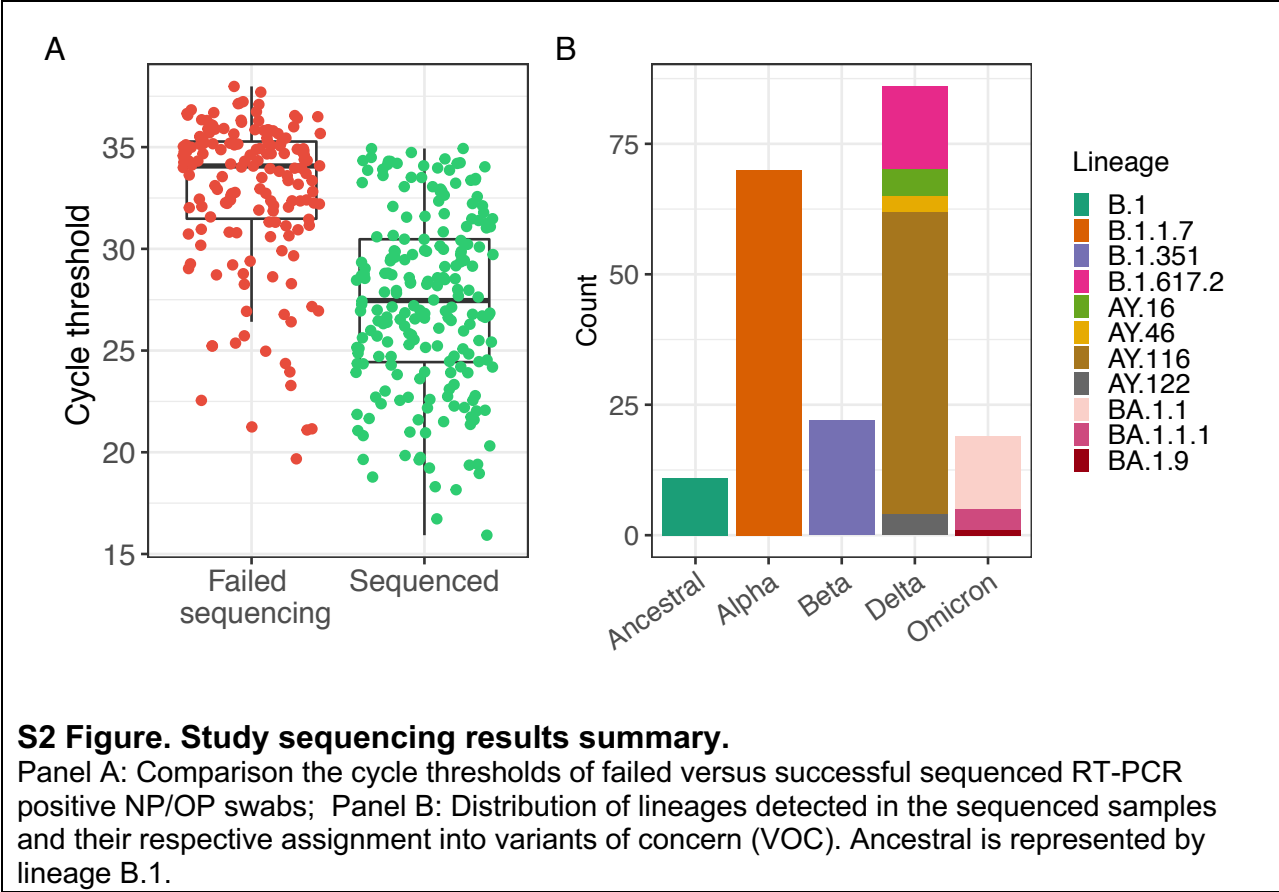 A
B
Cycle threshold
35
30
25
20
15
Failed
sequencing
Sequenced
Count
75
50
25
0
Ancestral
Alpha
Beta
Delta
Omicron
Lineage
B.1
B.1.1.7
B.1.351
B.1.617.2
AY.16
AY.46
AY.116
AY.122
BA.1.1
BA.1.1.1
BA.1.9
S2 Figure. Study sequencing results summary.
Panel A: Comparison the cycle thresholds of failed versus successful sequenced RT-PCR
positive NP/OP swabs;  Panel B: Distribution of lineages detected in the sequenced samples
and their respective assignment into variants of concern (VOC). Ancestral is represented by
lineage B.1.